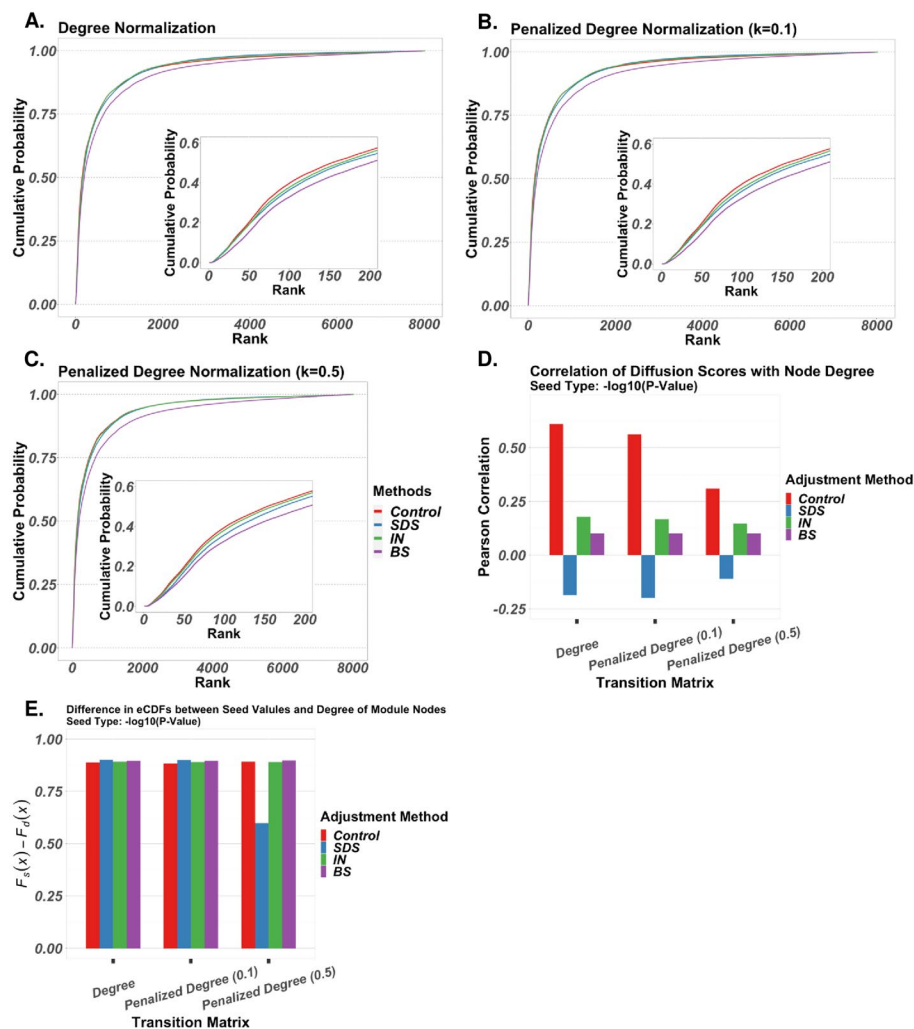 A.
Degree Normalization
1.00
0.75
0.50
0.25
0.00
Cumulative Probability
0.6
0.4
0.2
0.0
Cumulative Probability
0 50 100 150 200
Rank
0 2000 4000 6000 8000
Rank
B.
Penalized Degree Normalization (k=0.1)
1.00
0.75
0.50
0.25
0.00
Cumulative Probability
0.6
0.4
0.2
0.0
Cumulative Probability
0 50 100 150 200
Rank
0 2000 4000 6000 8000
Rank
C.
Penalized Degree Normalization (k=0.5)
1.00
0.75
0.50
0.25
0.00
Cumulative Probability
0.6
0.4
0.2
0.0
Cumulative Probability
0 50 100 150 200
Rank
0 2000 4000 6000 8000
Rank
Methods
Control
SDS
IN
BS
D.
Correlation of Diffusion Scores with Node Degree
Seed Type: -log10(P-Value)
0.50
0.25
0.00
-0.25
Pearson Correlation
Degree
Penalized Degree (0.1)
Penalized Degree (0.5)
Transition Matrix
Adjustment Method
Control
SDS
IN
BS
E.
Difference in eCDFs between Seed Valules and Degree of Module Nodes
Seed Type: -log10(P-Value)
1.00
0.75
0.50
0.25
0.00
Fs(x) − Fd(x)
Degree
Penalized Degree (0.1)
Penalized Degree (0.5)
Transition Matrix
Adjustment Method
Control
SDS
IN
BS